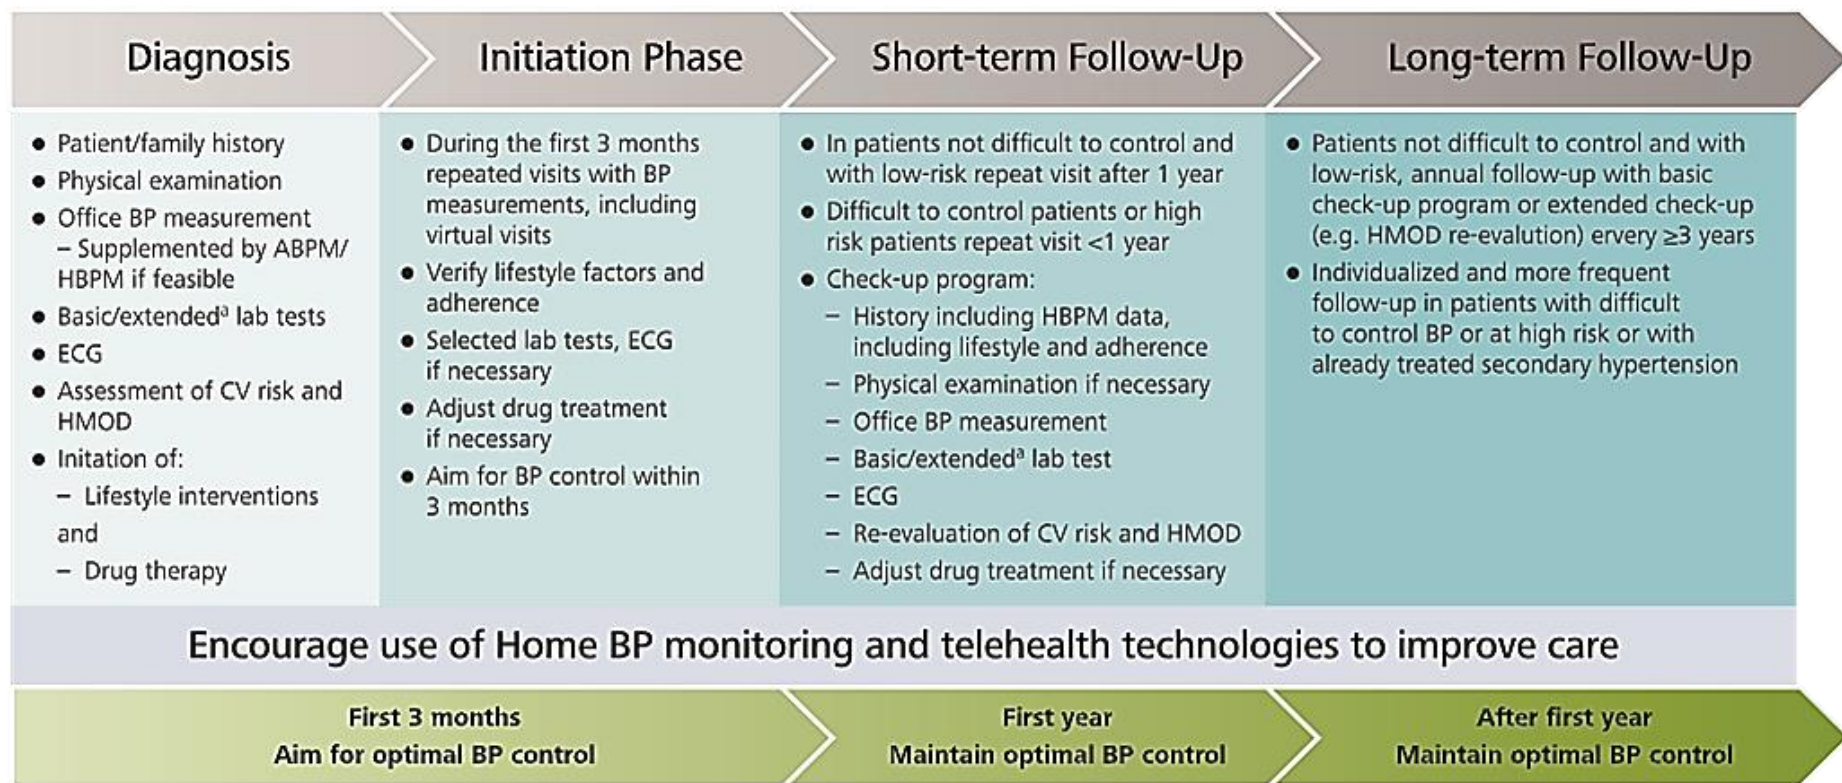 Diagnosis
Initiation Phase
Short-term Follow-Up
Long-term Follow-Up
● Patient/family history
● Physical examination
● Office BP measurement
– Supplemented by ABPM/
HBPM if feasible
● Basic/extendedᵃ lab tests
● ECG
● Assessment of CV risk and
HMOD
● Initation of:
– Lifestyle interventions
and
– Drug therapy
● During the first 3 months
repeated visits with BP
measurements, including
virtual visits
● Verify lifestyle factors and
adherence
● Selected lab tests, ECG
if necessary
● Adjust drug treatment
if necessary
● Aim for BP control within
3 months
● In patients not difficult to control and
with low-risk repeat visit after 1 year
● Difficult to control patients or high
risk patients repeat visit <1 year
● Check-up program:
– History including HBPM data,
including lifestyle and adherence
– Physical examination if necessary
– Office BP measurement
– Basic/extendedᵃ lab test
– ECG
– Re-evaluation of CV risk and HMOD
– Adjust drug treatment if necessary
● Patients not difficult to control and with
low-risk, annual follow-up with basic
check-up program or extended check-up
(e.g. HMOD re-evalution) ervery ≥3 years
● Individualized and more frequent
follow-up in patients with difficult
to control BP or at high risk or with
already treated secondary hypertension
Encourage use of Home BP monitoring and telehealth technologies to improve care
First 3 months
Aim for optimal BP control
First year
Maintain optimal BP control
After first year
Maintain optimal BP control